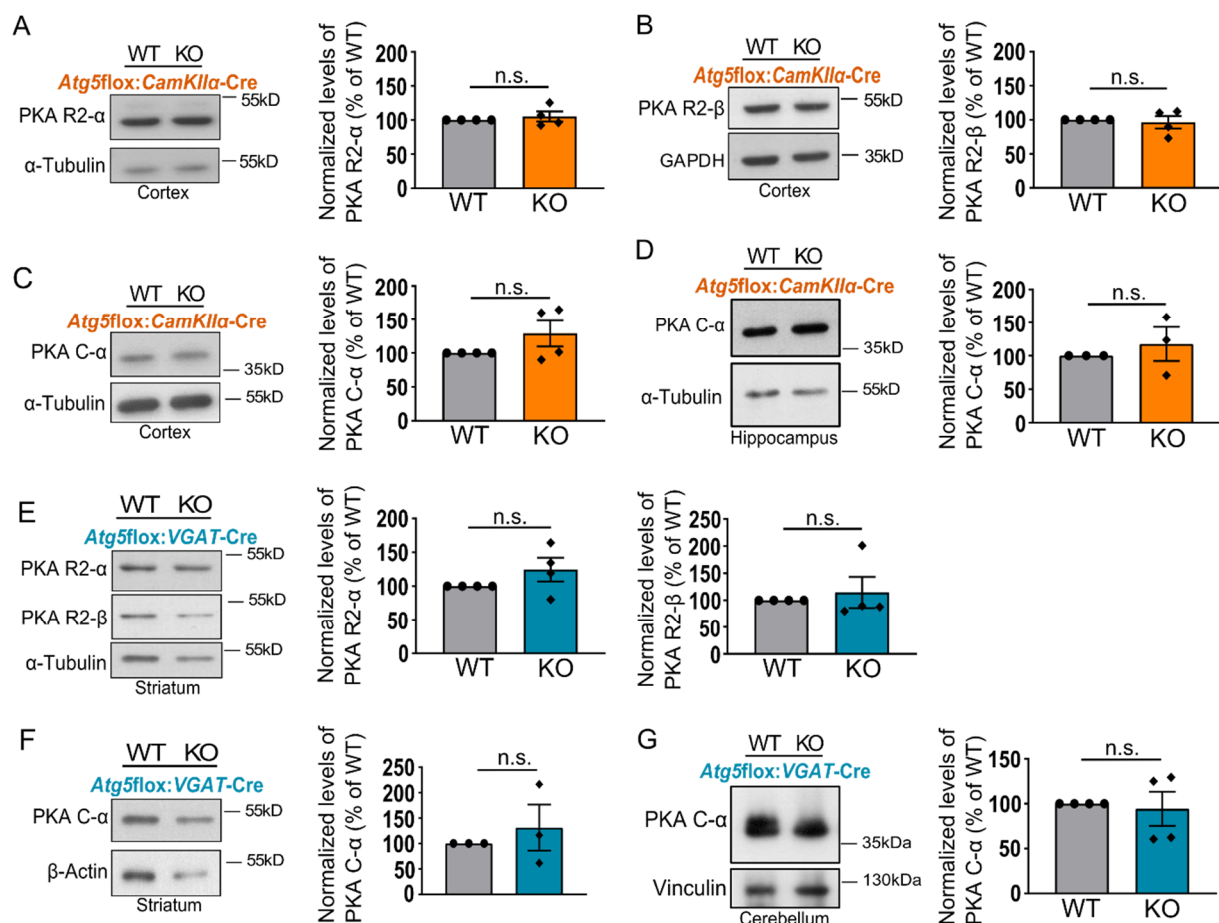 A
WT KO
Atg5flox:CamKIIα-Cre
PKA R2-α
55kD
α-Tubulin
55kD
Cortex
Normalized levels of
PKA R2-α (% of WT)
200
150
100
50
0
n.s.
WT
KO
B
WT KO
Atg5flox:CamKIIα-Cre
PKA R2-β
55kD
GAPDH
35kD
Cortex
Normalized levels of
PKA R2-β (% of WT)
200
150
100
50
0
n.s.
WT
KO
C
WT KO
Atg5flox:CamKIIα-Cre
PKA C-α
35kD
α-Tubulin
55kD
Cortex
Normalized levels of
PKA C-α (% of WT)
200
150
100
50
0
n.s.
WT
KO
D
WT KO
Atg5flox:CamKIIα-Cre
PKA C-α
35kD
α-Tubulin
55kD
Hippocampus
Normalized levels of
PKA C-α (% of WT)
200
150
100
50
0
n.s.
WT
KO
E
WT KO
Atg5flox:VGAT-Cre
PKA R2-α
55kD
PKA R2-β
55kD
α-Tubulin
55kD
Striatum
Normalized levels of
PKA R2-α (% of WT)
200
150
100
50
0
n.s.
WT
KO
Normalized levels of
PKA R2-β (% of WT)
250
200
150
100
50
0
n.s.
WT
KO
F
WT KO
Atg5flox:VGAT-Cre
PKA C-α
55kD
β-Actin
55kD
Striatum
Normalized levels of
PKA C-α (% of WT)
250
200
150
100
50
0
n.s.
WT
KO
G
WT KO
Atg5flox:VGAT-Cre
PKA C-α
35kDa
Vinculin
130kDa
Cerebellum
Normalized levels of
PKA C-α (% of WT)
150
100
50
0
n.s.
WT
KO